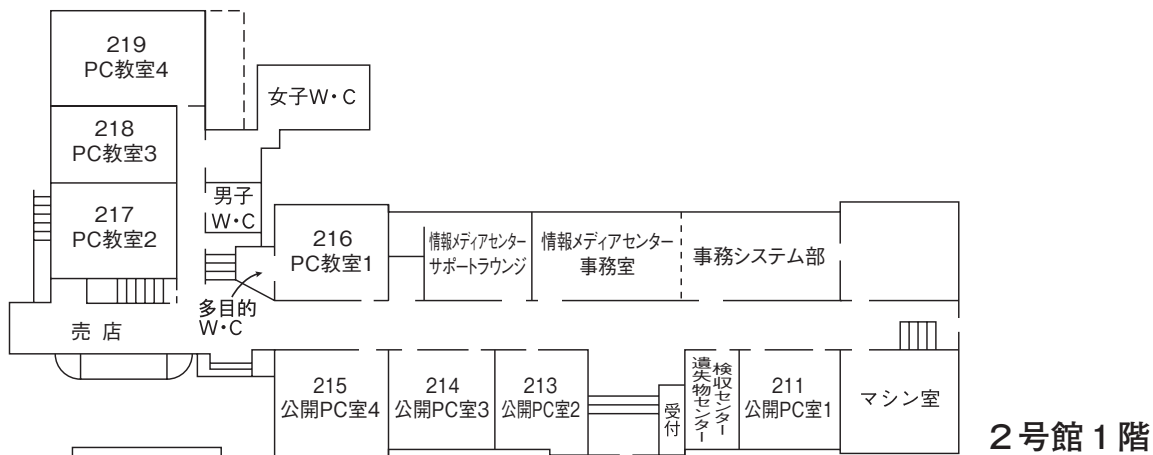 219
PC教室4
女子W・C
218
PC教室3
男子
W・C
217
PC教室2
216
PC教室1
情報メディアセンター
サポートラウンジ
情報メディアセンター
事務室
事務システム部
多目的
W・C
売店
215
公開PC室4
214
公開PC室3
213
公開PC室2
受付
検収センター
遺失物センター
211
公開PC室1
マシン室
2号館1階